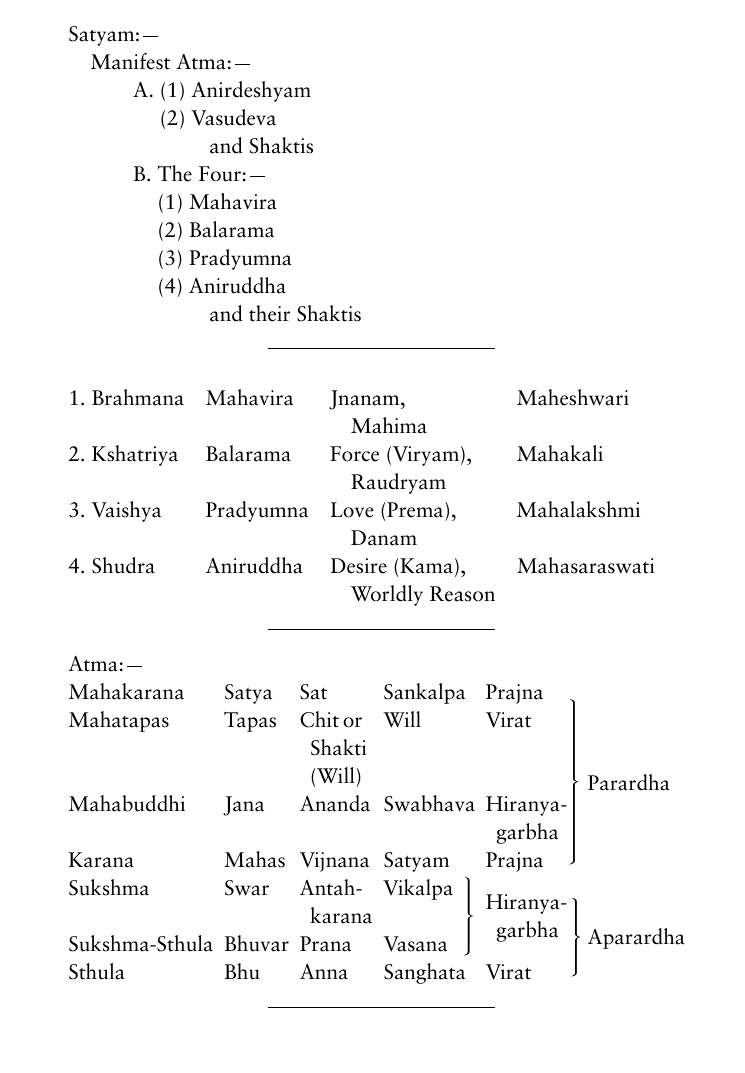 Satyam:—
Manifest Atma:—
A. (1) Anirdeshyam
(2) Vasudeva
and Shaktis
B. The Four:—
(1) Mahavira
(2) Balarama
(3) Pradyumna
(4) Aniruddha
and their Shaktis
1. Brahmana Mahavira Jnanam, Maheshwari
Mahima
2. Kshatriya Balarama Force (Viryam), Mahakali
Raudryam
3. Vaishya Pradyumna Love (Prema), Mahalakshmi
Danam
4. Shudra Aniruddha Desire (Kama), Mahasaraswati
Worldly Reason
Atma:—
Mahakarana Satya Sat Sankalpa Prajna
Mahatapas Tapas Chit or Will Virat
Shakti
(Will)
Parardha
Mahabuddhi Jana Ananda Swabhava Hiranya-
garbha
Karana Mahas Vijnana Satyam Prajna
Sukshma Swar Antah- Vikalpa
Hiranya-
karana
garbha
Aparardha
Sukshma-Sthula Bhuvar Prana Vasana
Sthula Bhu Anna Sanghata Virat